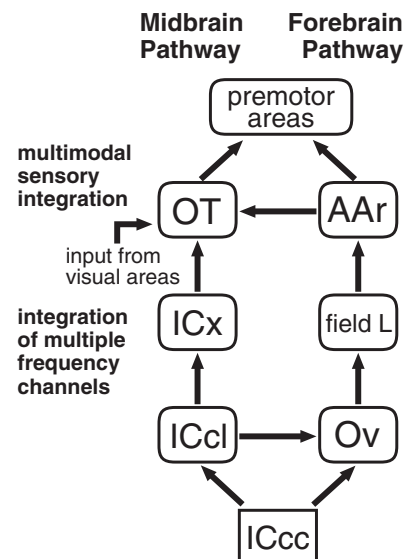 Midbrain Pathway
Forebrain Pathway
premotor
areas
multimodal
sensory
integration
OT
AAr
input from
visual areas
integration
of multiple
frequency
channels
ICx
field L
ICcl
Ov
ICcc